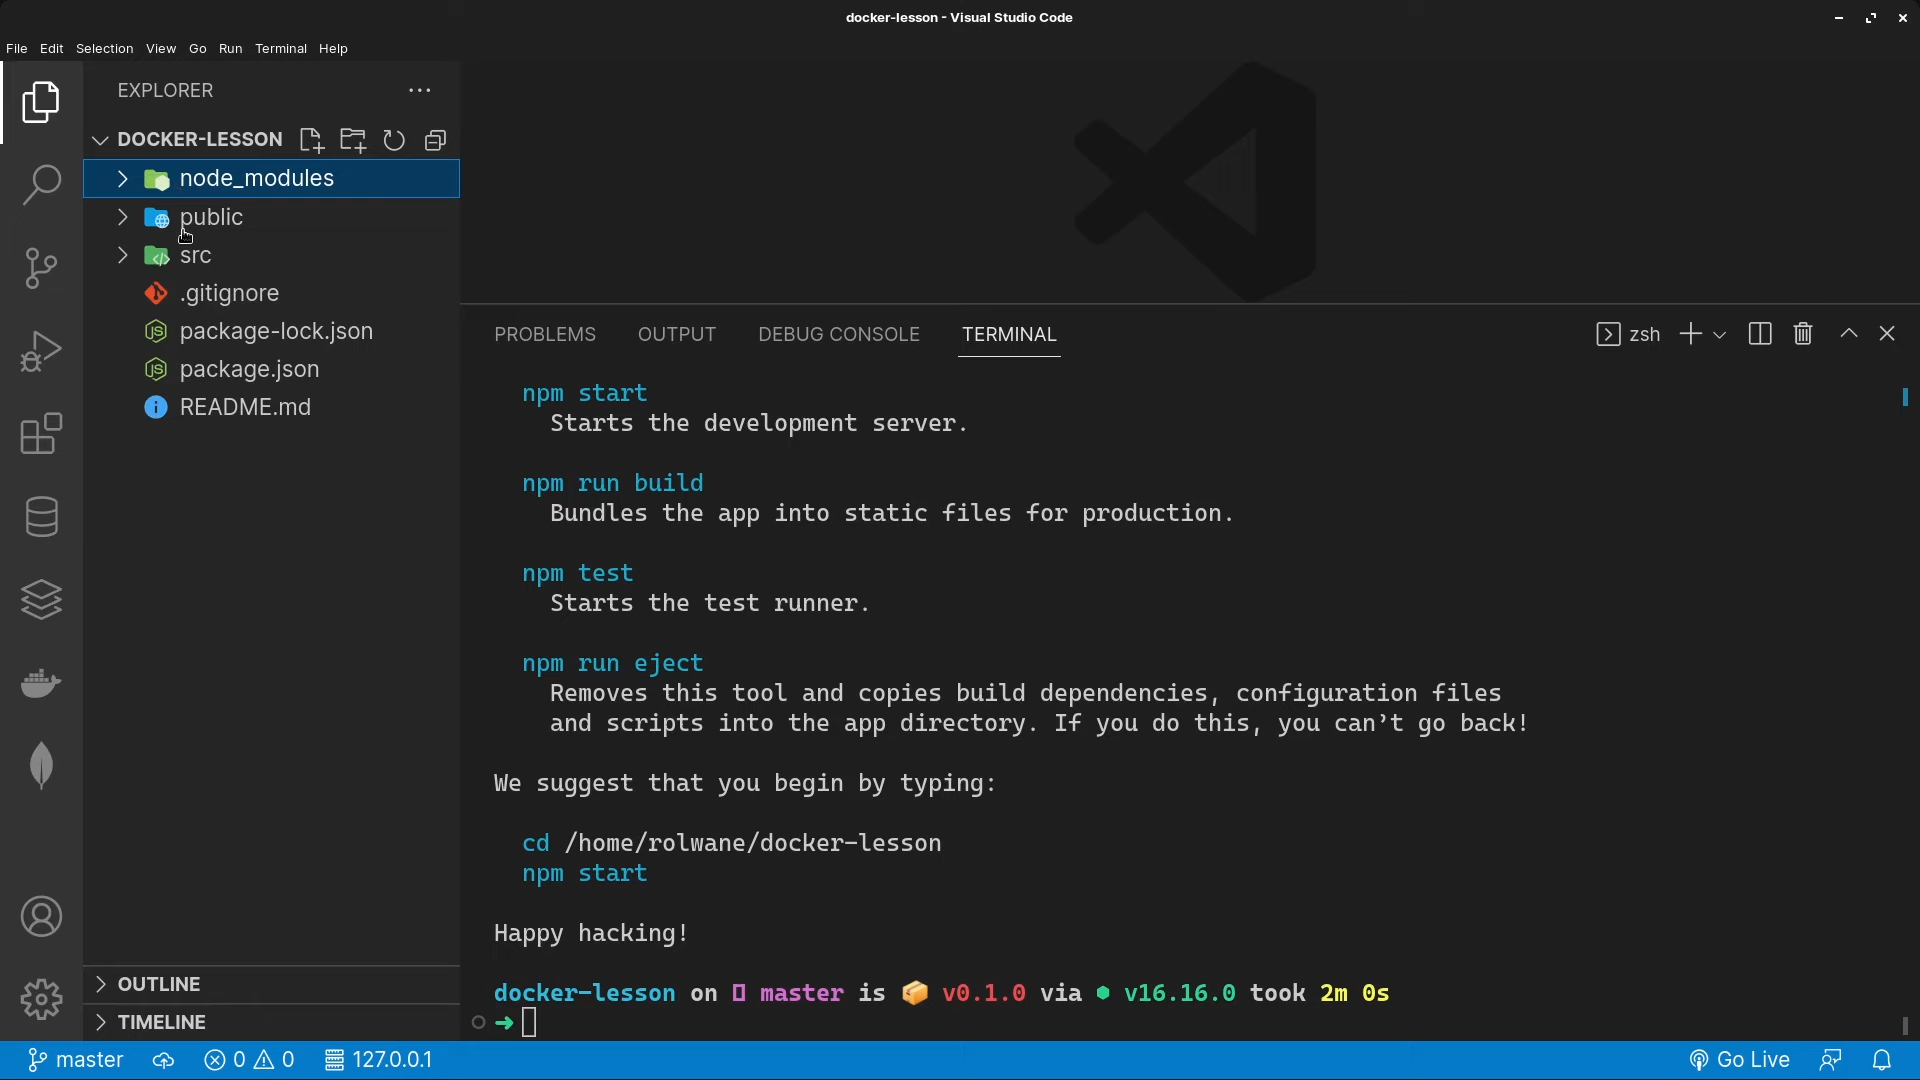 docker-lesson - Visual Studio Code
File Edit Selection View Go Run Terminal Help
EXPLORER
DOCKER-LESSON
node_modules
public
src
.gitignore
package-lock.json
package.json
README.md
OUTLINE
TIMELINE
PROBLEMS OUTPUT DEBUG CONSOLE TERMINAL zsh
npm start
Starts the development server.
npm run build
Bundles the app into static files for production.
npm test
Starts the test runner.
npm run eject
Removes this tool and copies build dependencies, configuration files
and scripts into the app directory. If you do this, you can’t go back!
We suggest that you begin by typing:
cd /home/rolwane/docker-lesson
npm start
Happy hacking!
docker-lesson on master is 📦 v0.1.0 via ⬢ v16.16.0 took 2m 0s
➜
master 0 0 127.0.0.1 Go Live